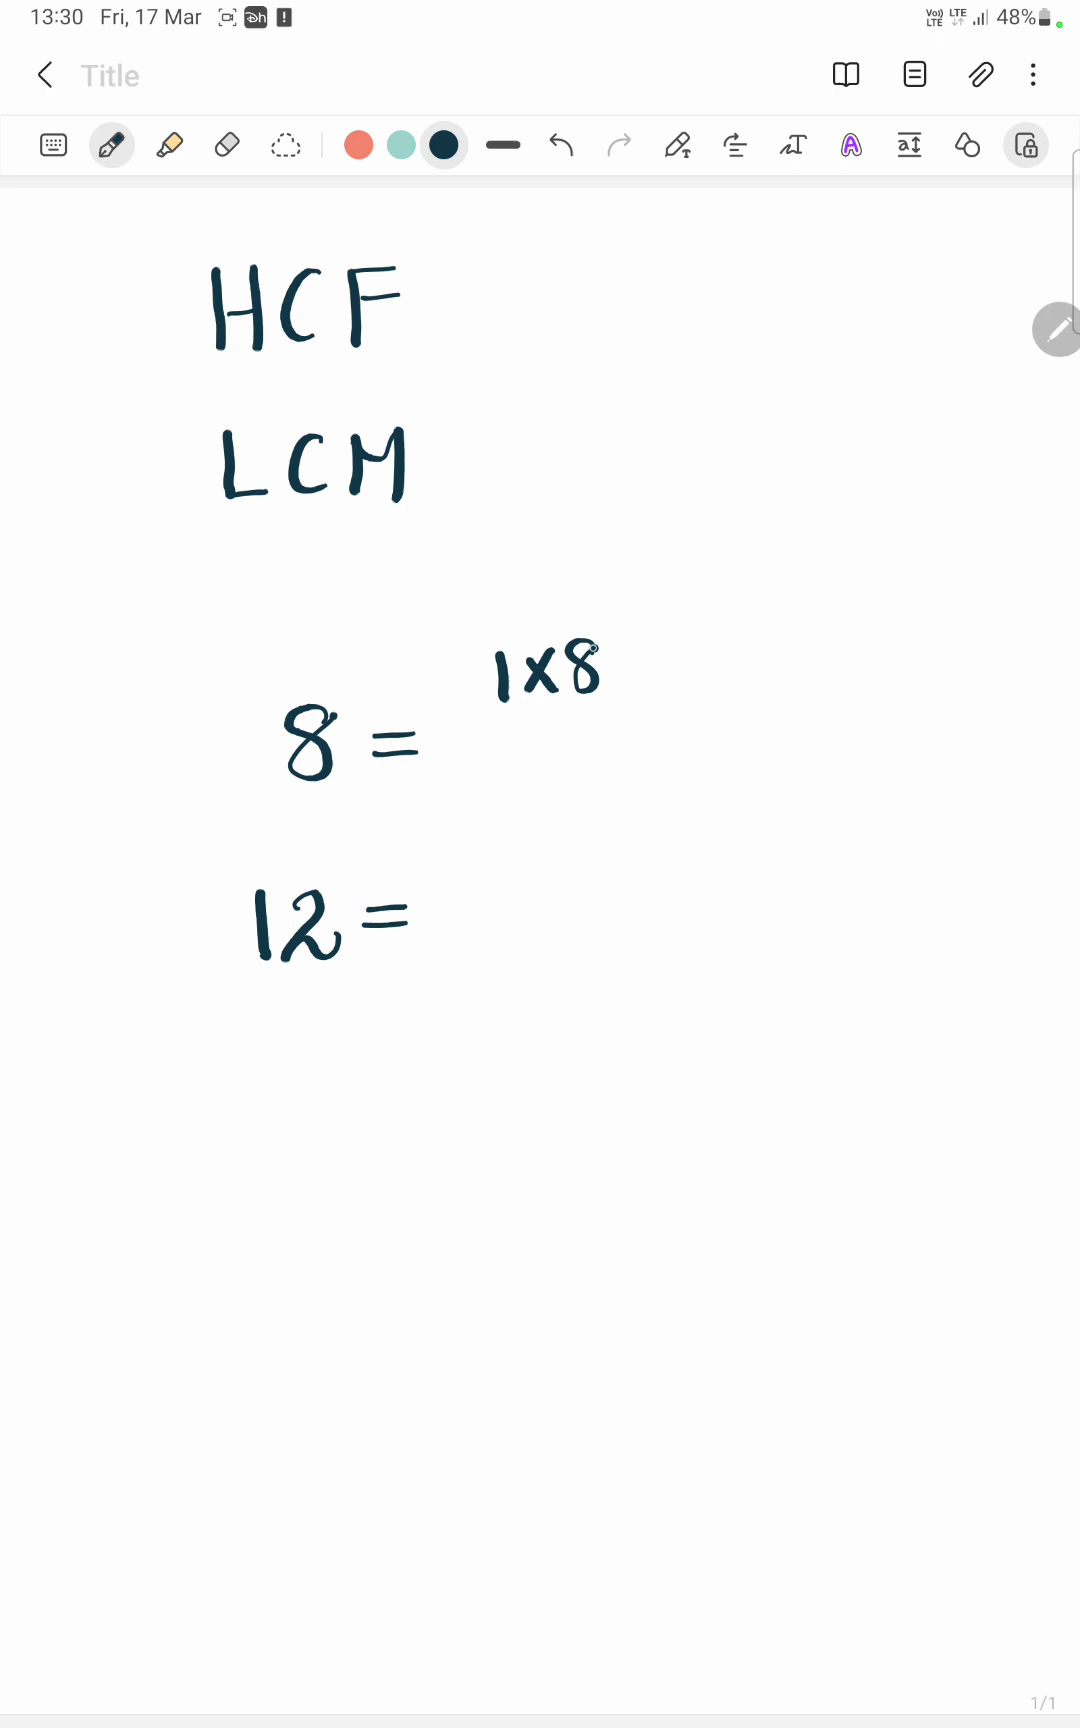 13:30 Fri, 17 Mar 48%
Title
HCF
LCM
1x8
8 =
12 =
1/1